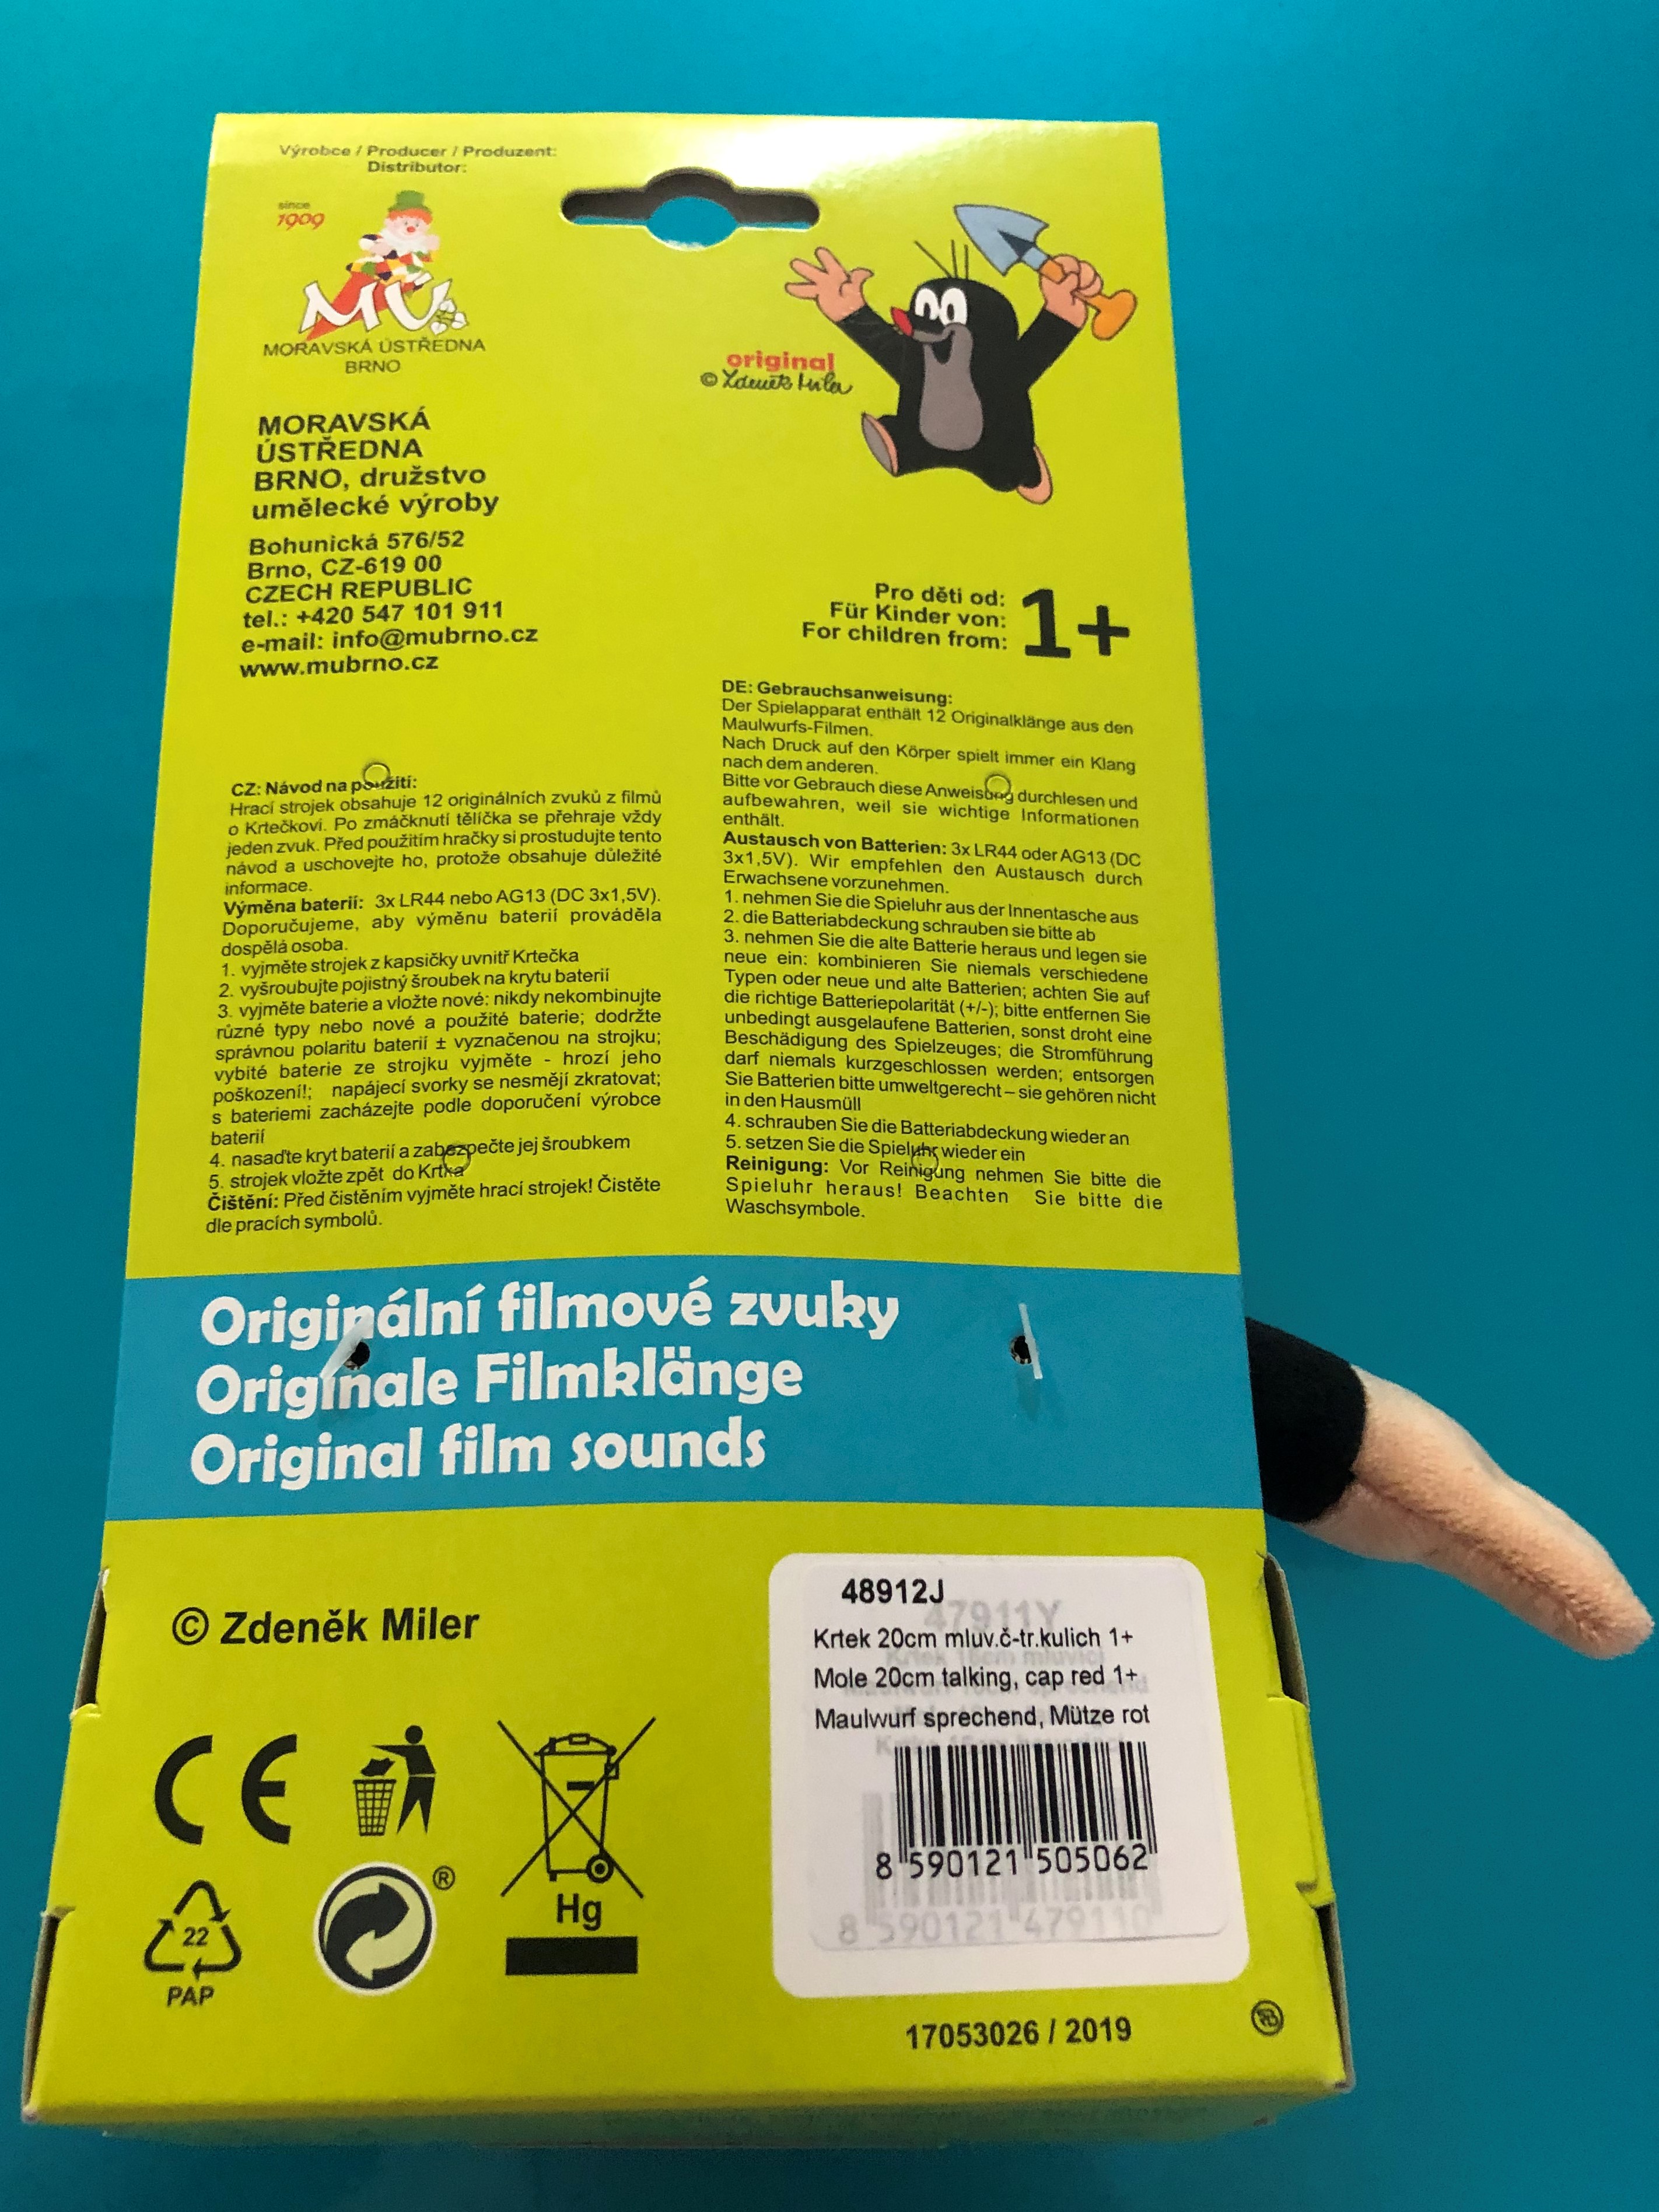 Výrobce / Producer / Produzent:
Distributor:
since
1909
MU
MORAVSKÁ ÚSTŘEDNA
BRNO
original
© Zdeněk Miler
MORAVSKÁ
ÚSTŘEDNA
BRNO, družstvo
umělecké výroby
Bohunická 576/52
Brno, CZ-619 00
CZECH REPUBLIC
tel.: +420 547 101 911
e-mail: info@mubrno.cz
www.mubrno.cz
Pro děti od:
Für Kinder von:
For children from:
1+
CZ: Návod na použití:
Hrací strojek obsahuje 12 originálních zvuků z filmů
o Krtečkovi. Po zmáčknutí tělíčka se přehraje vždy
jeden zvuk. Před použitím hračky si prostudujte tento
návod a uschovejte ho, protože obsahuje důležité
informace.
Výměna baterií: 3x LR44 nebo AG13 (DC 3x1,5V).
Doporučujeme, aby výměnu baterií prováděla
dospělá osoba.
1. vyjměte strojek z kapsičky uvnitř Krtečka
2. vyšroubujte pojistný šroubek na krytu baterií
3. vyjměte baterie a vložte nové: nikdy nekombinujte
různé typy nebo nové a použité baterie; dodržte
správnou polaritu baterií ± vyznačenou na strojku;
vybité baterie ze strojku vyjměte - hrozí jeho
poškození!; napájecí svorky se nesmějí zkratovat;
s bateriemi zacházejte podle doporučení výrobce
baterií
4. nasaďte kryt baterií a zabezpečte jej šroubkem
5. strojek vložte zpět do Krtka
Čištění: Před čistěním vyjměte hrací strojek! Čistěte
dle pracích symbolů.
DE: Gebrauchsanweisung:
Der Spielapparat enthält 12 Originalklänge aus den
Maulwurfs-Filmen.
Nach Druck auf den Körper spielt immer ein Klang
nach dem anderen.
Bitte vor Gebrauch diese Anweisung durchlesen und
aufbewahren, weil sie wichtige Informationen
enthält.
Austausch von Batterien: 3x LR44 oder AG13 (DC
3x1,5V). Wir empfehlen den Austausch durch
Erwachsene vorzunehmen.
1. nehmen Sie die Spieluhr aus der Innentasche aus
2. die Batteriabdeckung schrauben sie bitte ab
3. nehmen Sie die alte Batterie heraus und legen sie
neue ein: kombinieren Sie niemals verschiedene
Typen oder neue und alte Batterien; achten Sie auf
die richtige Batteriepolarität (+/-); bitte entfernen Sie
unbedingt ausgelaufene Batterien, sonst droht eine
Beschädigung des Spielzeuges; die Stromführung
darf niemals kurzgeschlossen werden; entsorgen
Sie Batterien bitte umweltgerecht – sie gehören nicht
in den Hausmüll
4. schrauben Sie die Batteriabdeckung wieder an
5. setzen Sie die Spieluhr wieder ein
Reinigung: Vor Reinigung nehmen Sie bitte die
Spieluhr heraus! Beachten Sie bitte die
Waschsymbole.
Originální filmové zvuky
Originale Filmklänge
Original film sounds
© Zdeněk Miler
CE
22
PAP
®
Hg
48912J
47911Y
Krtek 20cm mluv.č-tr.kulich 1+
Mole 20cm talking, cap red 1+
Maulwurf sprechend, Mütze rot
8 590121 505062
8 590121 479110
17053026 / 2019